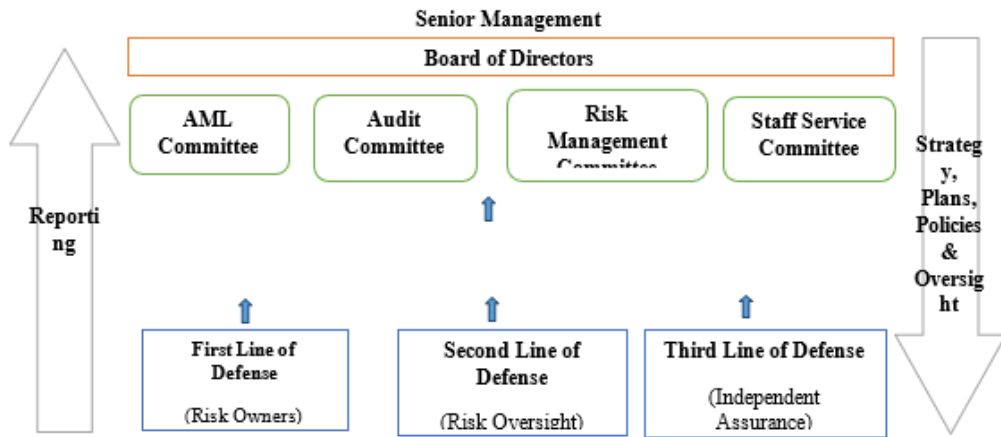 Senior Management
Board of Directors
AML
Committee
Audit
Committee
Risk
Management
Committee
Staff Service
Committee
Reporti
ng
Strateg
y,
Plans,
Policies
&
Oversig
ht
First Line of
Defense
(Risk Owners)
Second Line of
Defense
(Risk Oversight)
Third Line of Defense
(Independent
Assurance)